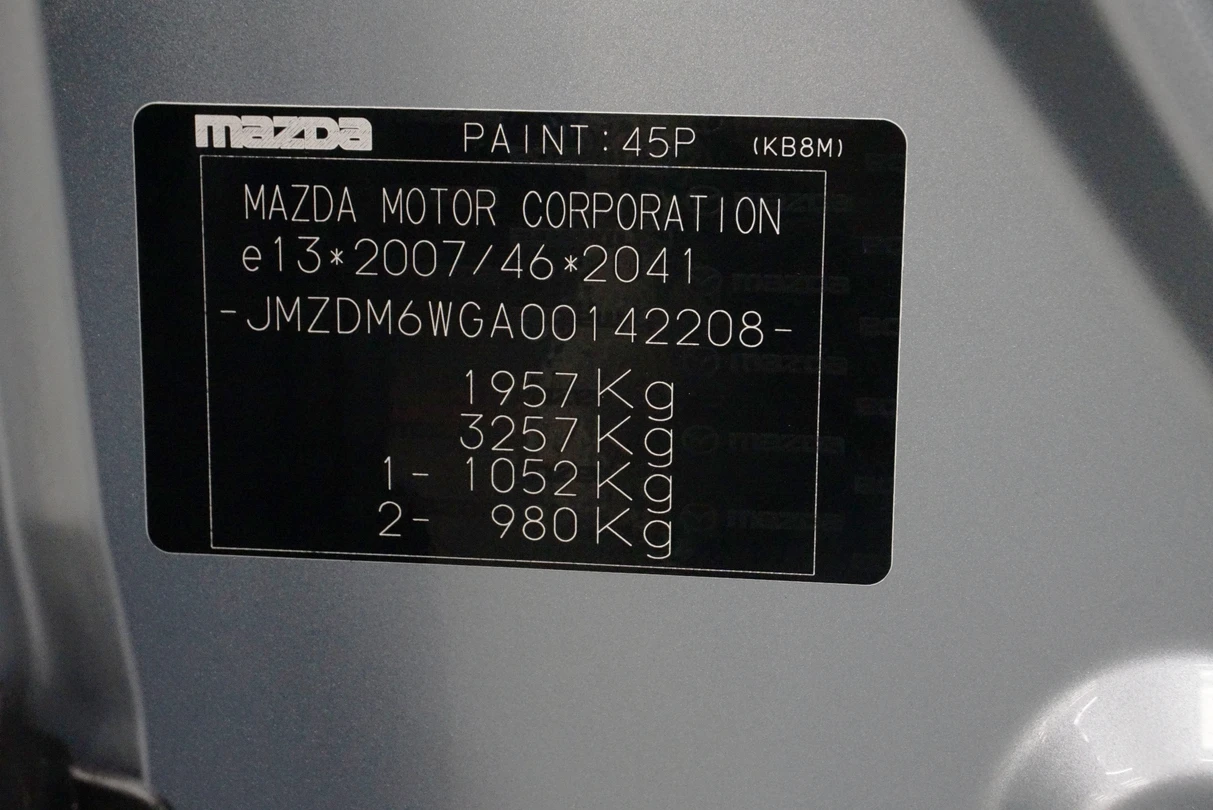 mazda PAINT:45P (KB8M)
MAZDA MOTOR CORPORATION
e13*2007/46*2041
-JMZDM6WGA00142208-
1957Kg
3257Kg
1- 1052Kg
2- 980Kg